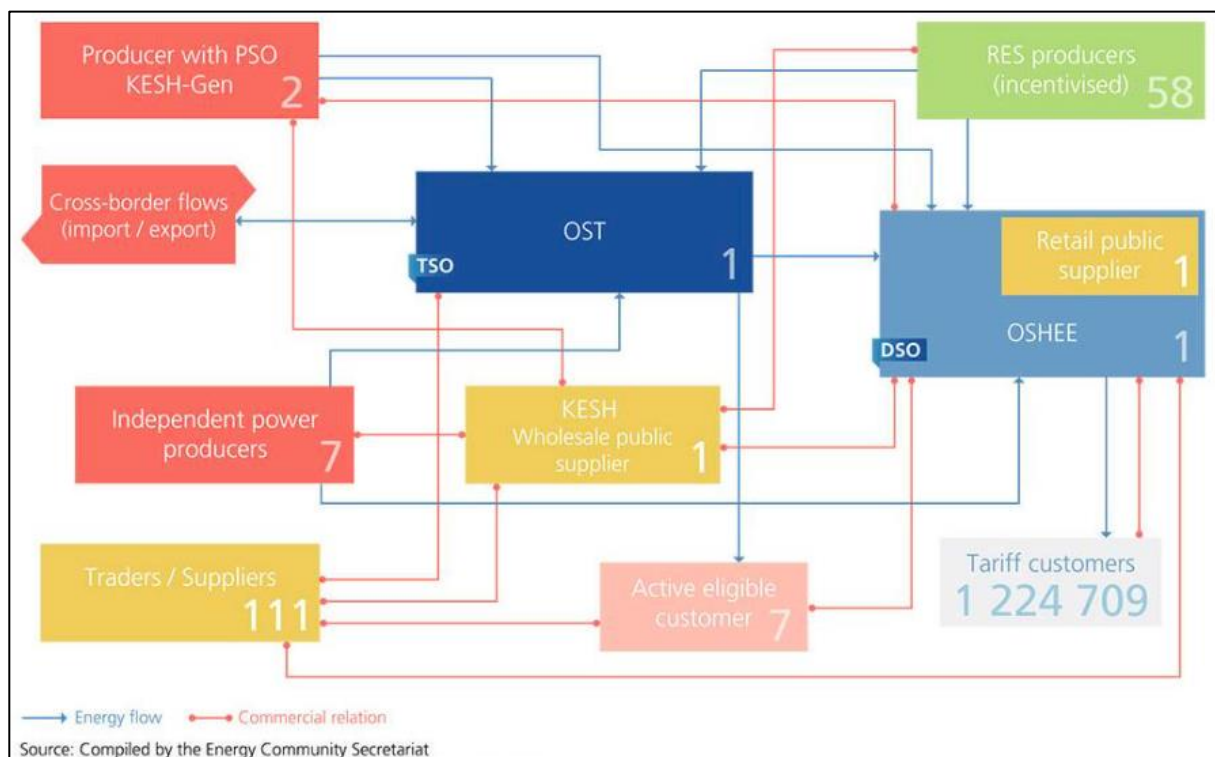 Producer with PSO
KESH-Gen
2
RES producers
(incentivised)
58
Cross-border flows
(import / export)
OST
TSO
1
Retail public
supplier
1
OSHEE
DSO
1
Independent power
producers
7
KESH
Wholesale public
supplier
1
Traders / Suppliers
111
Active eligible
customer
7
Tariff customers
1 224 709
Energy flow
Commercial relation
Source: Compiled by the Energy Community Secretariat